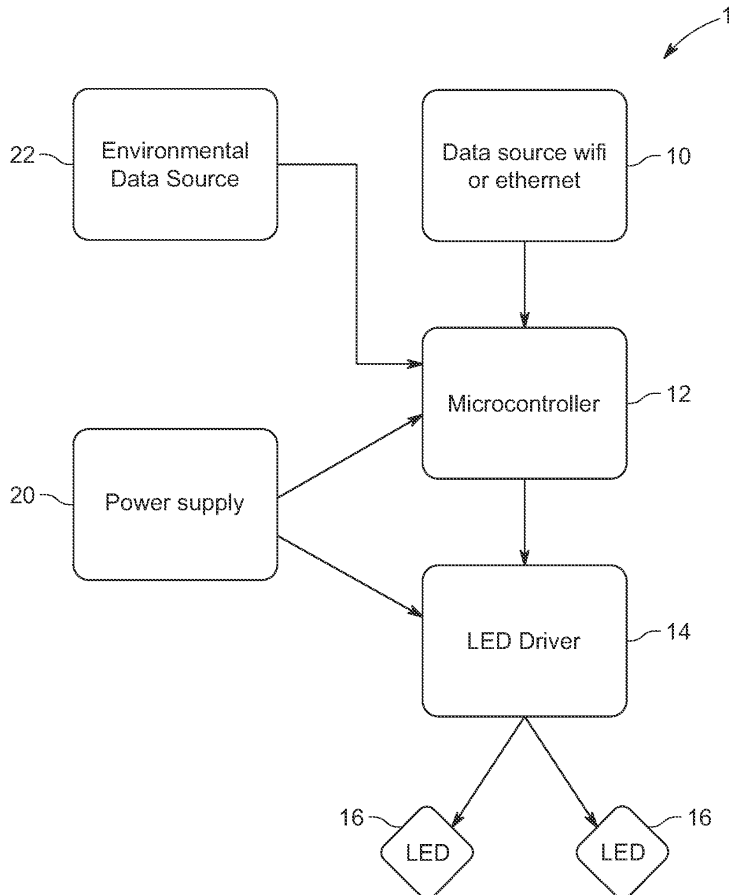 1
22
Environmental
Data Source
Data source wifi
or ethernet
10
Microcontroller
12
20
Power supply
LED Driver
14
16
LED
16
LED